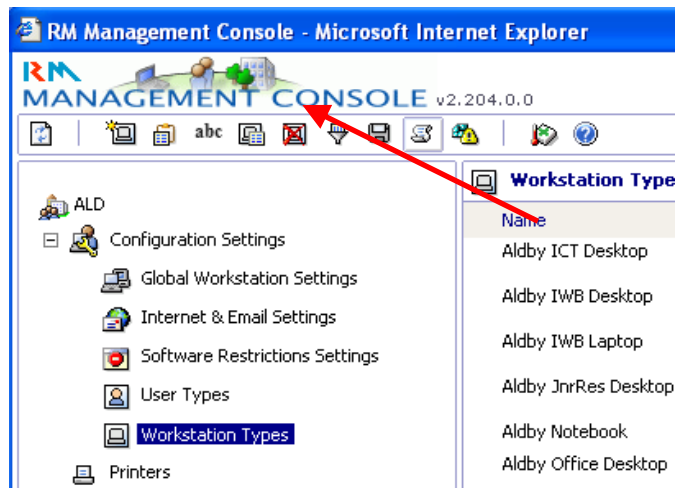 RM Management Console - Microsoft Internet Explorer
RM
MANAGEMENT CONSOLE v2.204.0.0
abc
ALD
Configuration Settings
Global Workstation Settings
Internet & Email Settings
Software Restrictions Settings
User Types
Workstation Types
Printers
Workstation Type
Name
Aldby ICT Desktop
Aldby IWB Desktop
Aldby IWB Laptop
Aldby JnrRes Desktop
Aldby Notebook
Aldby Office Desktop